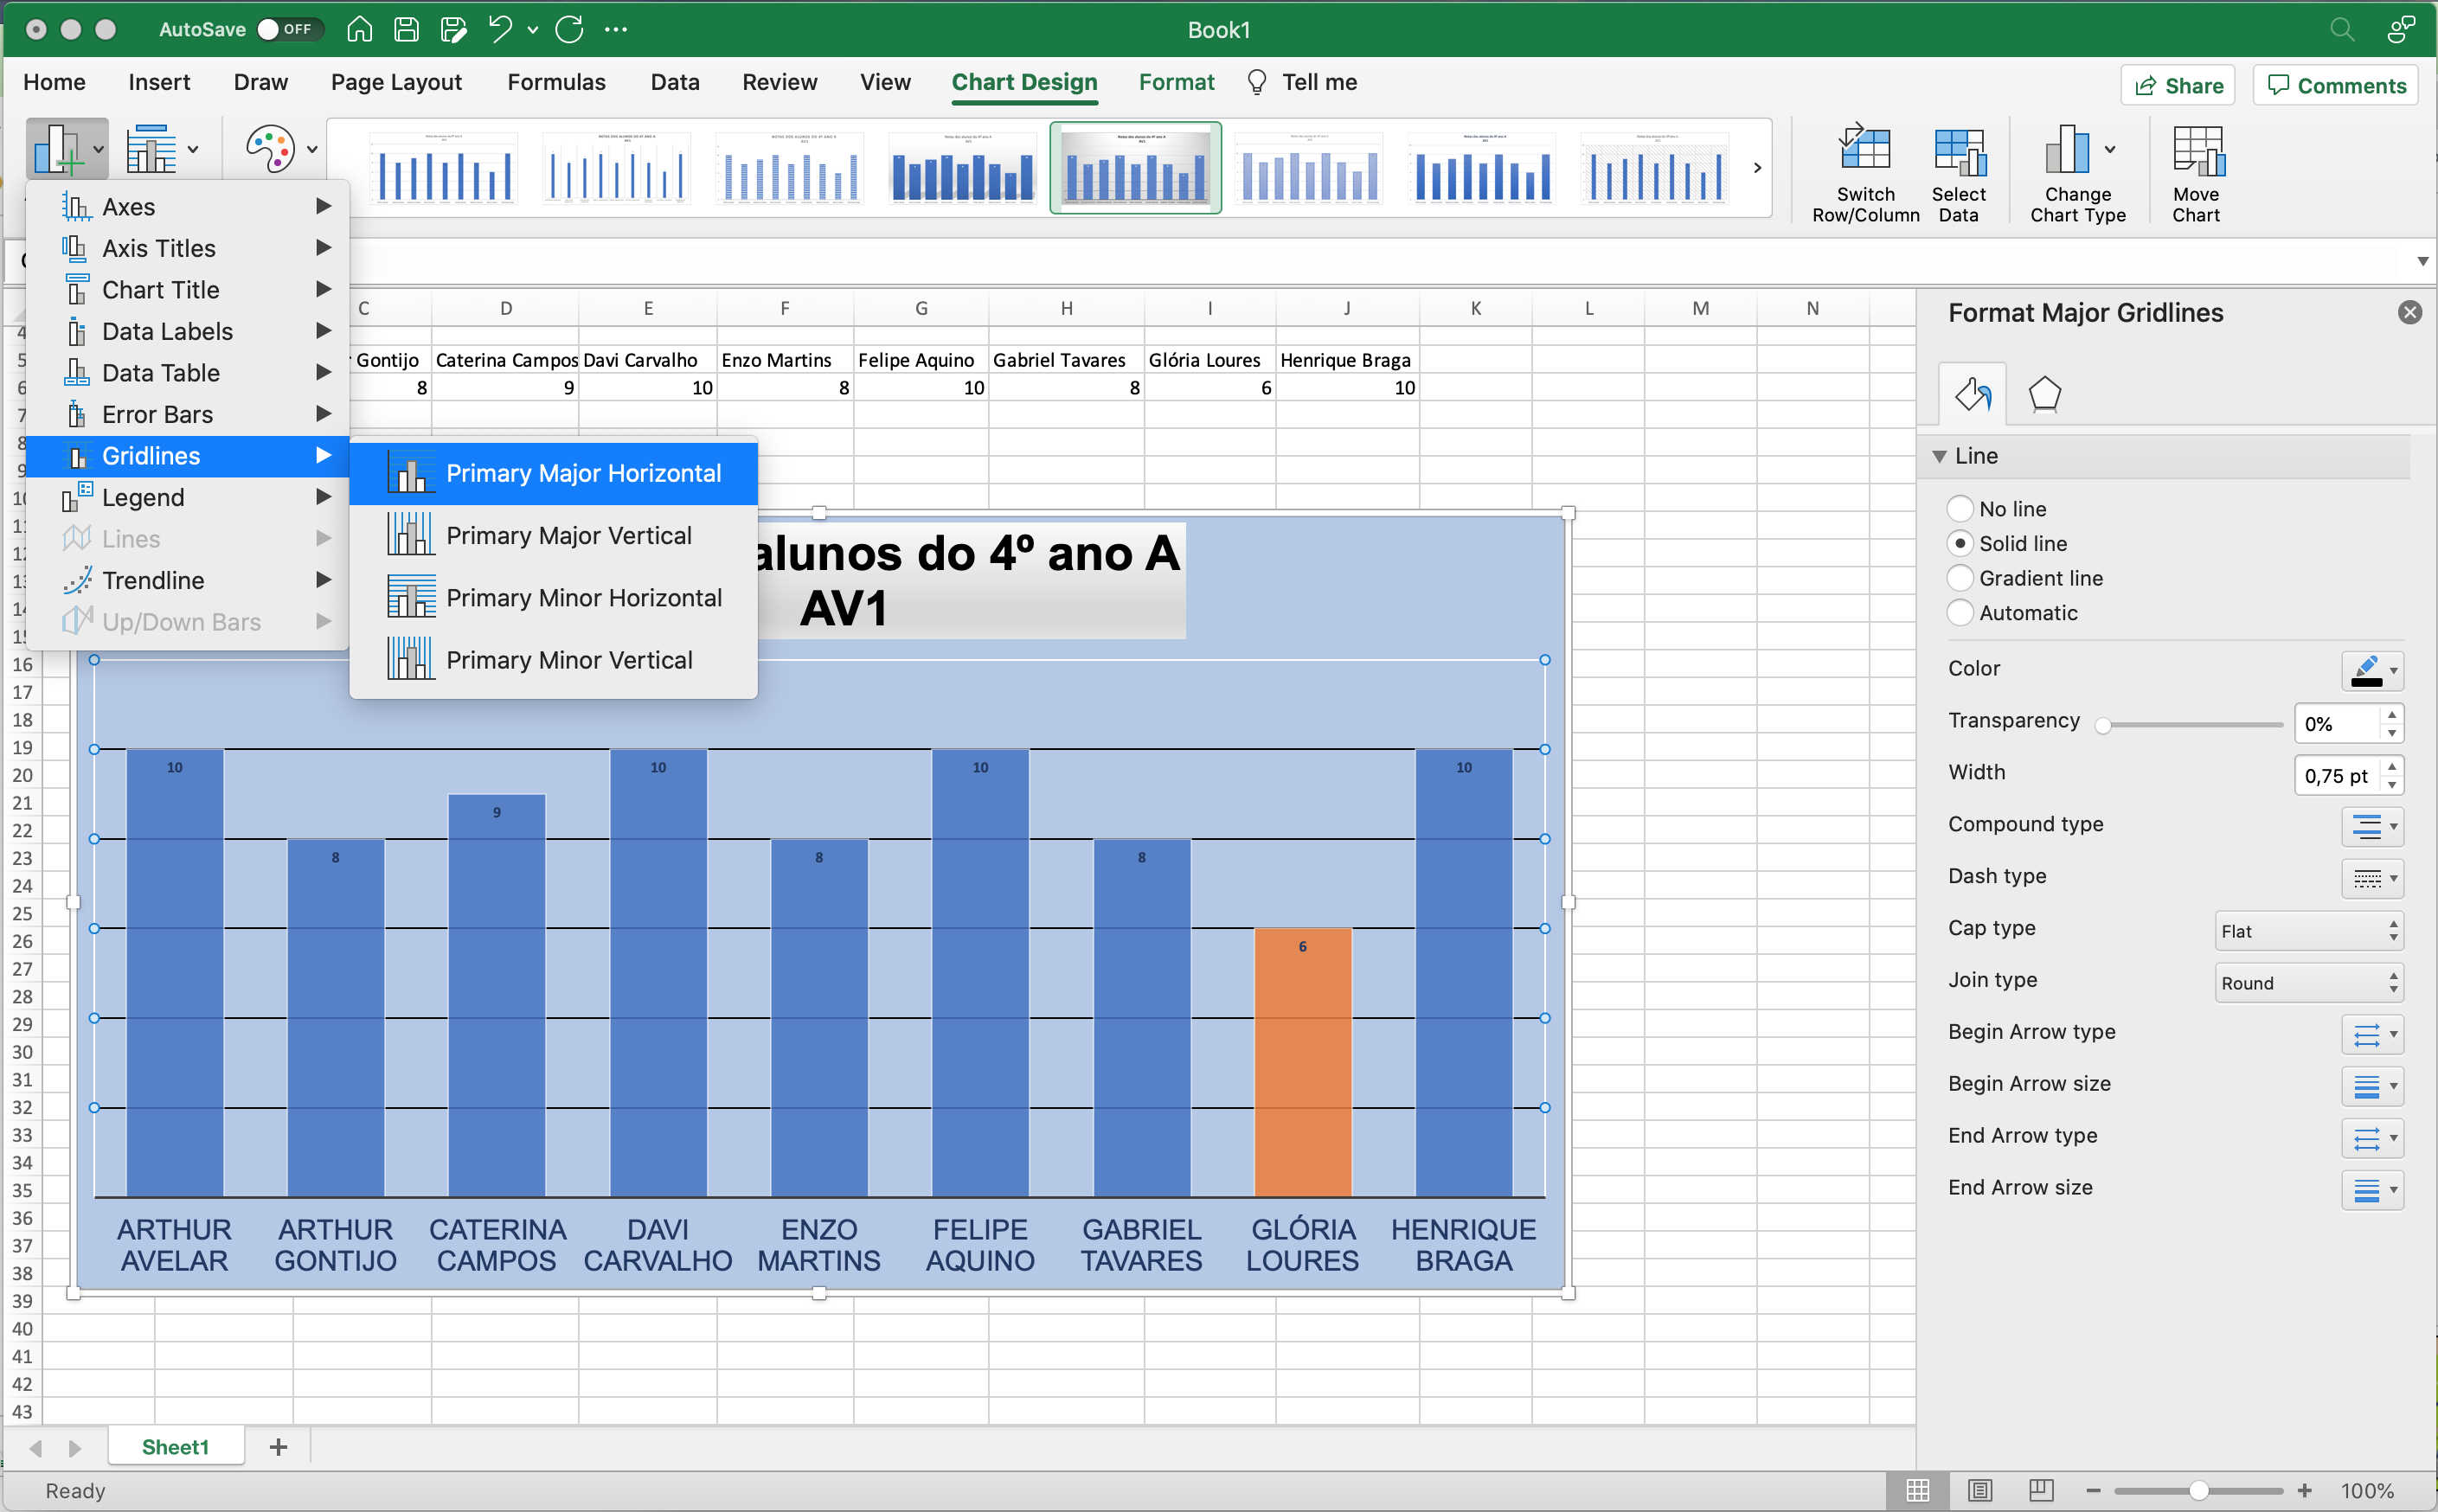 AutoSave OFF
Book1
Home Insert Draw Page Layout Formulas Data Review View Chart Design Format Tell me
Share Comments
Switch Row/Column
Select Data
Change Chart Type
Move Chart
Axes
Axis Titles
Chart Title
Data Labels
Data Table
Error Bars
Gridlines
Legend
Lines
Trendline
Up/Down Bars
Primary Major Horizontal
Primary Major Vertical
Primary Minor Horizontal
Primary Minor Vertical
C D E F G H I J K L M N
4
5 Gontijo Caterina Campos Davi Carvalho Enzo Martins Felipe Aquino Gabriel Tavares Glória Loures Henrique Braga
6 8 9 10 8 10 8 6 10
7
8
9
16
17
18
19
20
21
22
23
24
25
26
27
28
29
30
31
32
33
34
35
36
37
38
39
40
41
42
43
alunos do 4º ano A
AV1
10 8 9 10 8 10 8 6 10
ARTHUR AVELAR
ARTHUR GONTIJO
CATERINA CAMPOS
DAVI CARVALHO
ENZO MARTINS
FELIPE AQUINO
GABRIEL TAVARES
GLÓRIA LOURES
HENRIQUE BRAGA
Format Major Gridlines
Line
No line
Solid line
Gradient line
Automatic
Color
Transparency 0%
Width 0,75 pt
Compound type
Dash type
Cap type Flat
Join type Round
Begin Arrow type
Begin Arrow size
End Arrow type
End Arrow size
Sheet1 +
Ready
100%